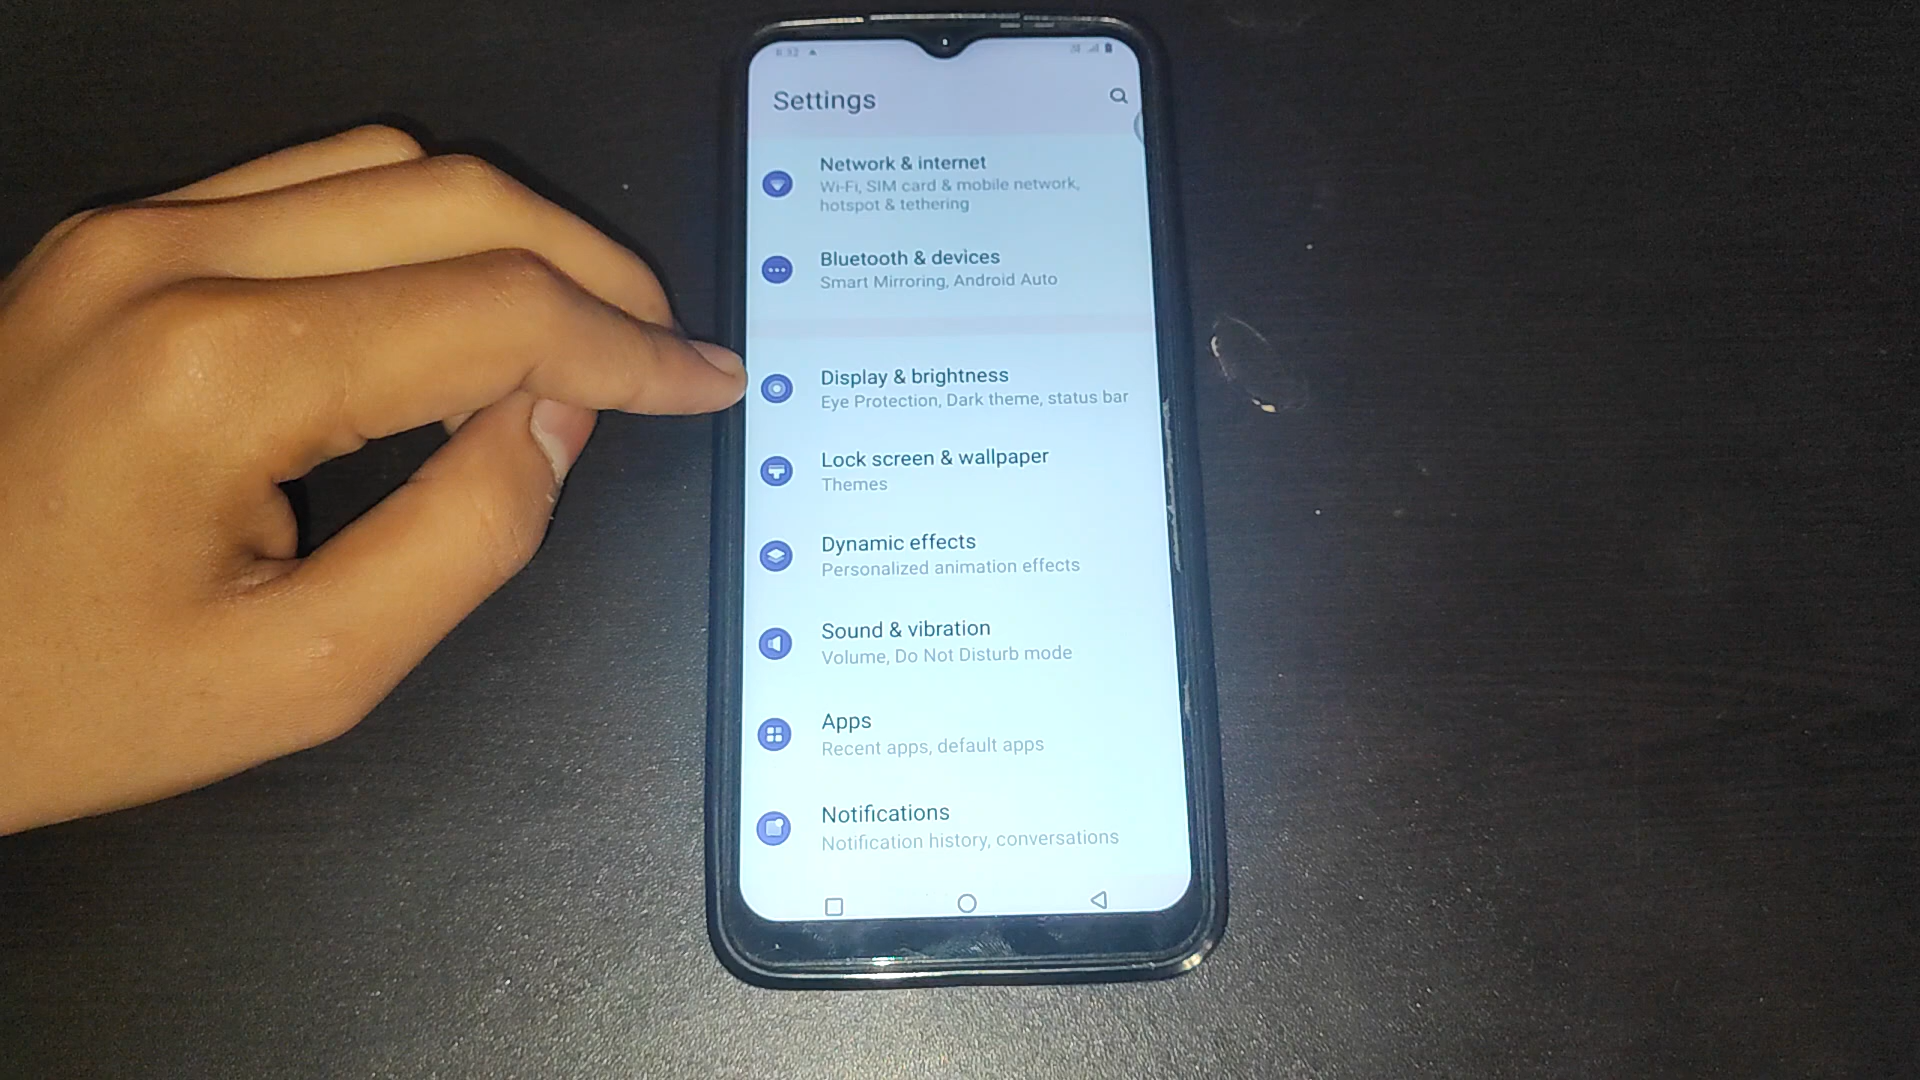 Settings
Network & internet
Wi-Fi, SIM card & mobile network,
hotspot & tethering
Bluetooth & devices
Smart Mirroring, Android Auto
Display & brightness
Eye Protection, Dark theme, status bar
Lock screen & wallpaper
Themes
Dynamic effects
Personalized animation effects
Sound & vibration
Volume, Do Not Disturb mode
Apps
Recent apps, default apps
Notifications
Notification history, conversations